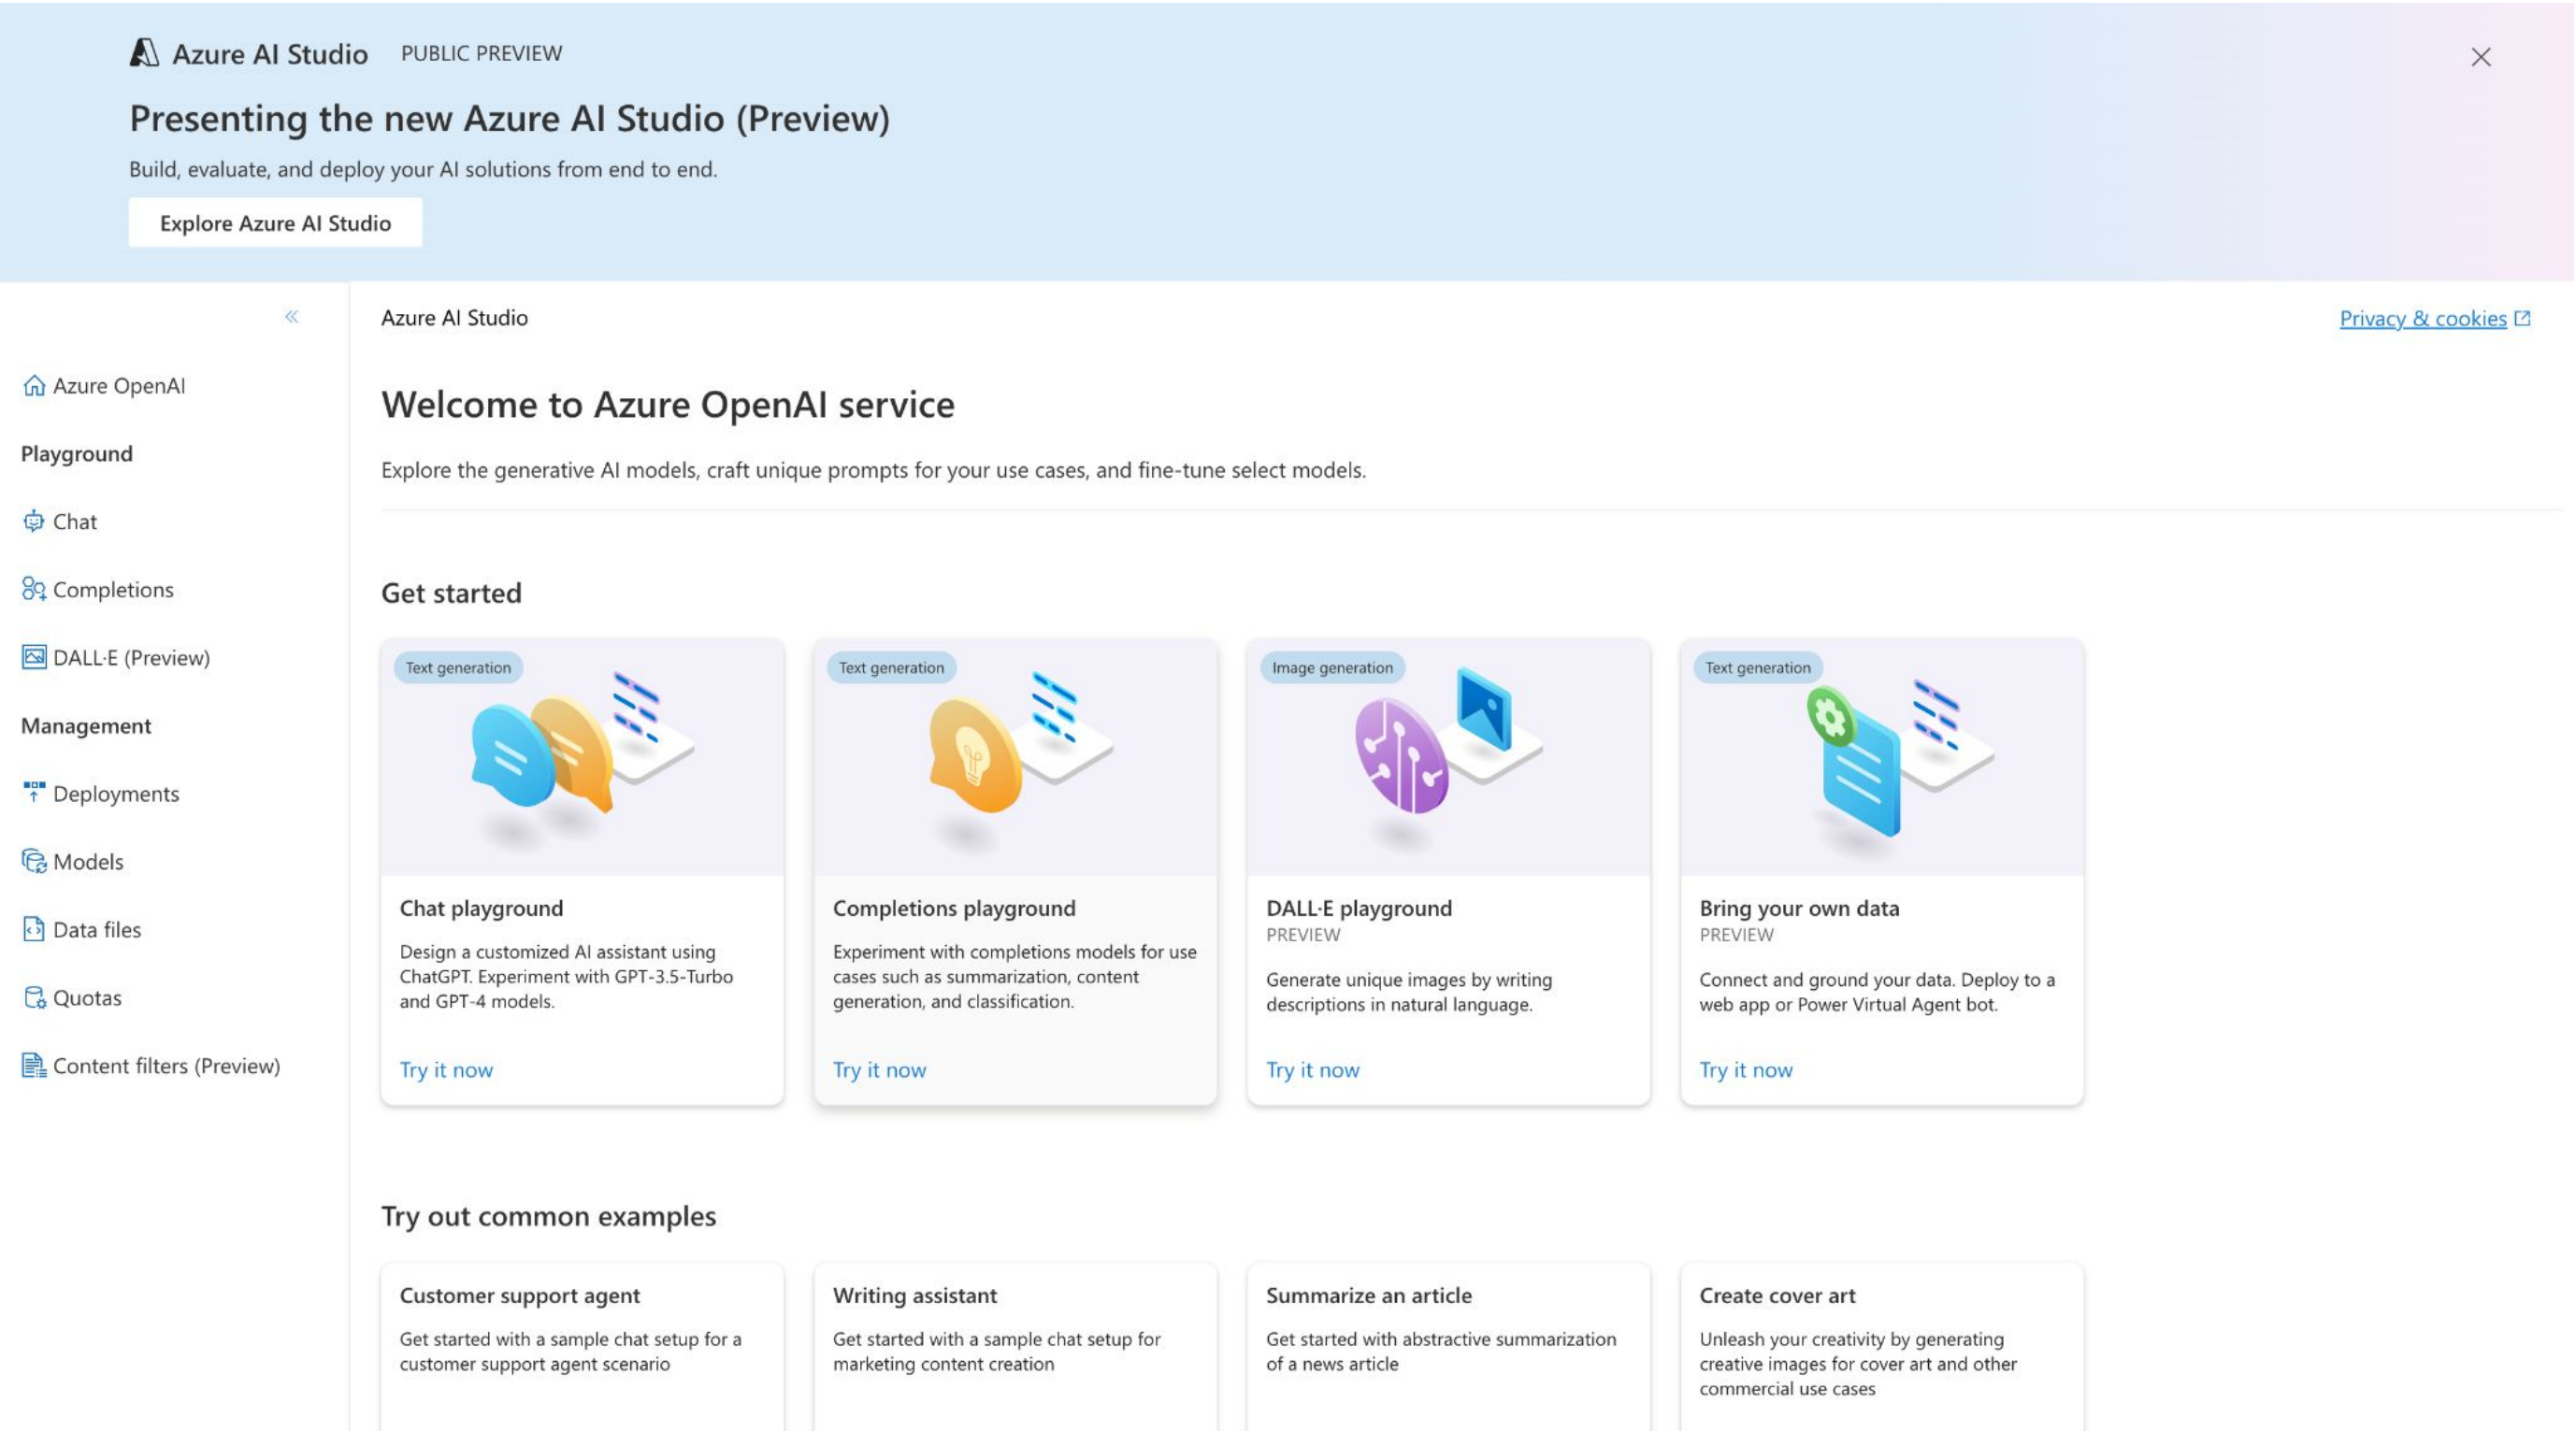 Azure AI Studio PUBLIC PREVIEW
Presenting the new Azure AI Studio (Preview)
Build, evaluate, and deploy your AI solutions from end to end.
Explore Azure AI Studio
Azure OpenAI
Playground
Chat
Completions
DALL·E (Preview)
Management
Deployments
Models
Data files
Quotas
Content filters (Preview)
Azure AI Studio
Privacy & cookies
Welcome to Azure OpenAI service
Explore the generative AI models, craft unique prompts for your use cases, and fine-tune select models.
Get started
Text generation
Chat playground
Design a customized AI assistant using
ChatGPT. Experiment with GPT-3.5-Turbo
and GPT-4 models.
Try it now
Text generation
Completions playground
Experiment with completions models for use
cases such as summarization, content
generation, and classification.
Try it now
Image generation
DALL·E playground
PREVIEW
Generate unique images by writing
descriptions in natural language.
Try it now
Text generation
Bring your own data
PREVIEW
Connect and ground your data. Deploy to a
web app or Power Virtual Agent bot.
Try it now
Try out common examples
Customer support agent
Get started with a sample chat setup for a
customer support agent scenario
Writing assistant
Get started with a sample chat setup for
marketing content creation
Summarize an article
Get started with abstractive summarization
of a news article
Create cover art
Unleash your creativity by generating
creative images for cover art and other
commercial use cases